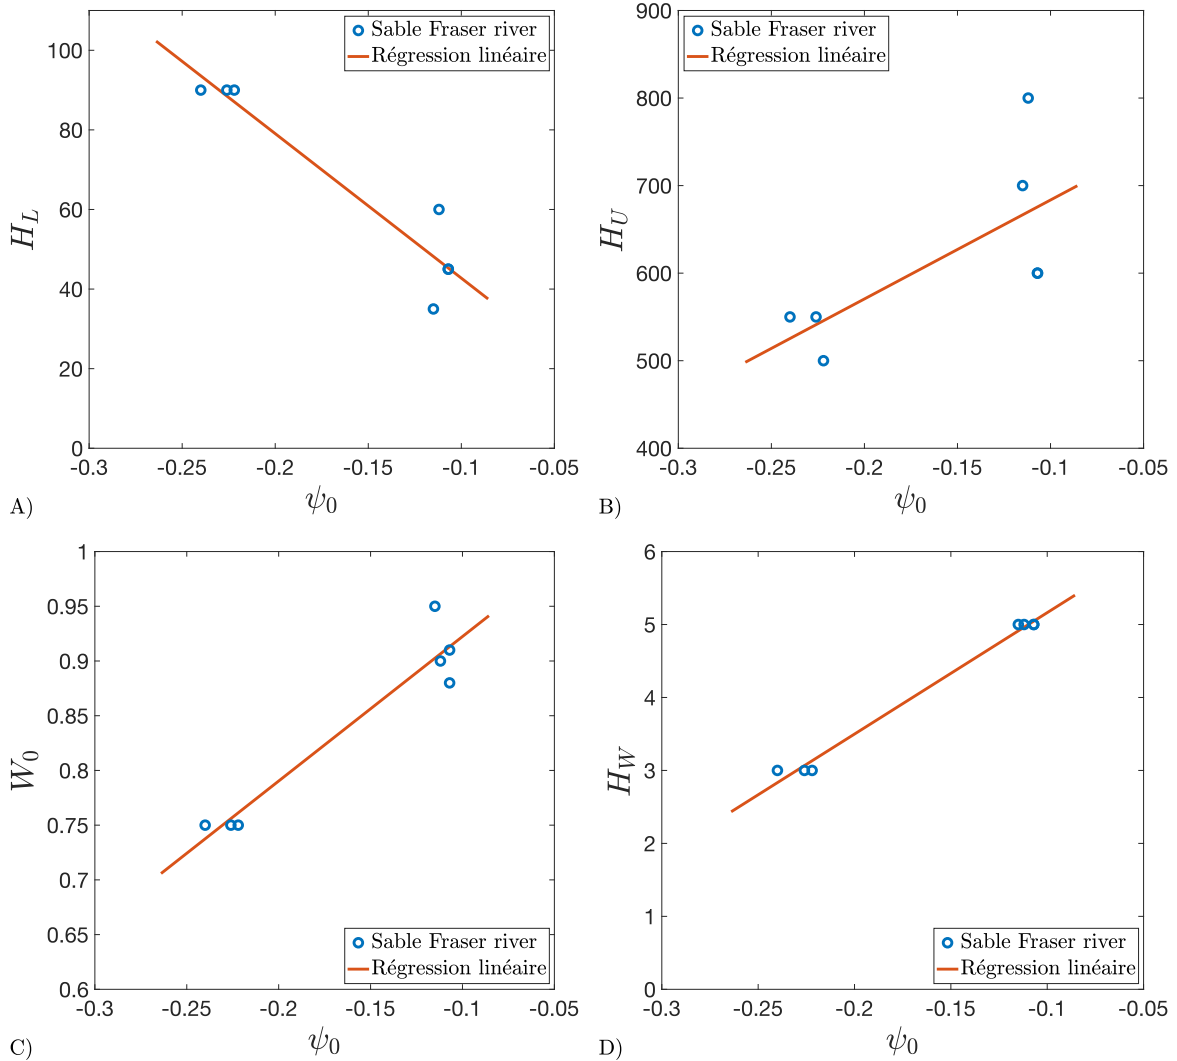 Sable Fraser river
Régression linéaire
100
80
60
40
20
0
H_L
-0.3 -0.25 -0.2 -0.15 -0.1 -0.05
ψ_0
A)
Sable Fraser river
Régression linéaire
900
800
700
600
500
400
H_U
-0.3 -0.25 -0.2 -0.15 -0.1 -0.05
ψ_0
B)
1
0.95
0.9
0.85
0.8
0.75
0.7
0.65
0.6
W_0
Sable Fraser river
Régression linéaire
-0.3 -0.25 -0.2 -0.15 -0.1 -0.05
ψ_0
C)
6
5
4
3
2
1
0
H_W
Sable Fraser river
Régression linéaire
-0.3 -0.25 -0.2 -0.15 -0.1 -0.05
ψ_0
D)